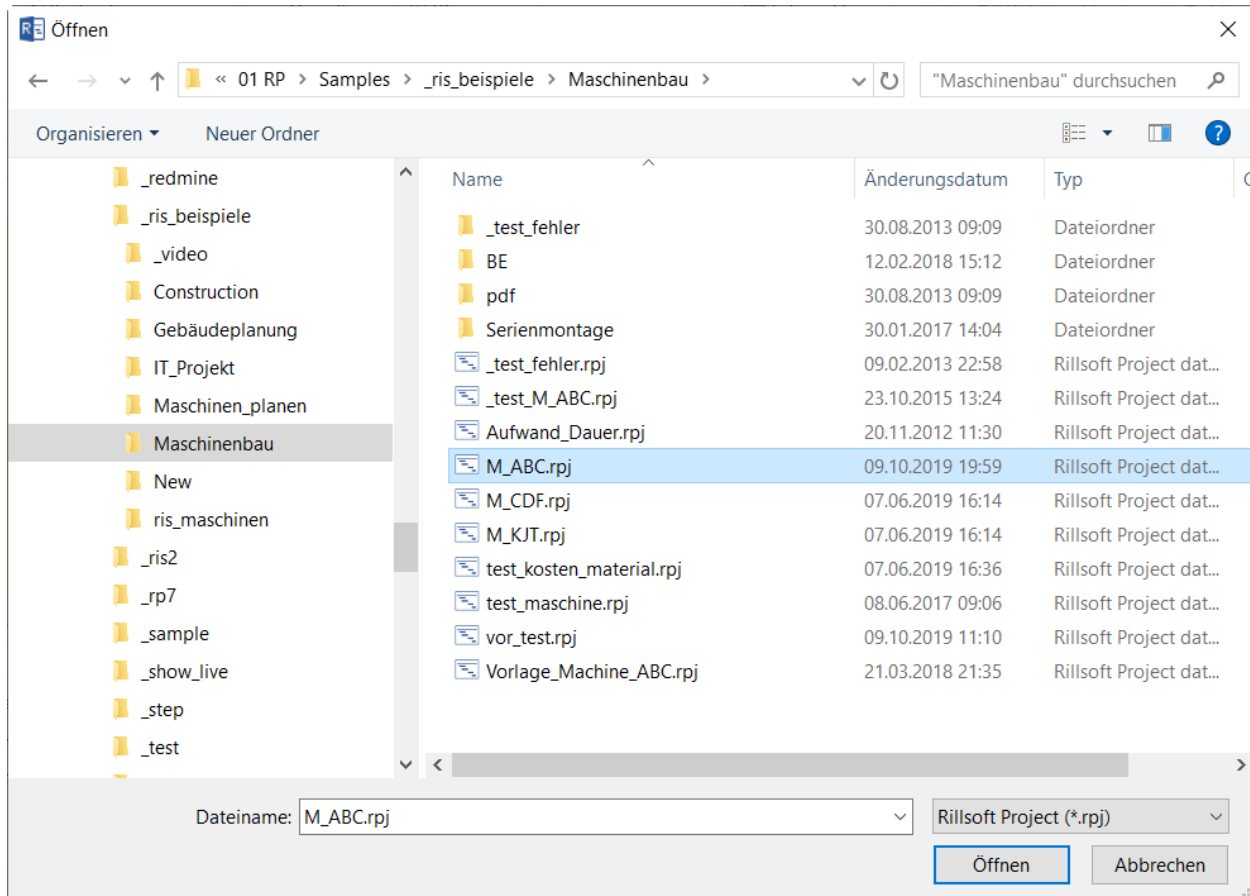 Öffnen
« 01 RP > Samples > _ris_beispiele > Maschinenbau >
"Maschinenbau" durchsuchen
Organisieren
Neuer Ordner
_redmine
_ris_beispiele
_video
Construction
Gebäudeplanung
IT_Projekt
Maschinen_planen
Maschinenbau
New
ris_maschinen
_ris2
_rp7
_sample
_show_live
_step
_test
Name Änderungsdatum Typ
_test_fehler 30.08.2013 09:09 Dateiordner
BE 12.02.2018 15:12 Dateiordner
pdf 30.08.2013 09:09 Dateiordner
Serienmontage 30.01.2017 14:04 Dateiordner
_test_fehler.rpj 09.02.2013 22:58 Rillsoft Project dat...
_test_M_ABC.rpj 23.10.2015 13:24 Rillsoft Project dat...
Aufwand_Dauer.rpj 20.11.2012 11:30 Rillsoft Project dat...
M_ABC.rpj 09.10.2019 19:59 Rillsoft Project dat...
M_CDF.rpj 07.06.2019 16:14 Rillsoft Project dat...
M_KJT.rpj 07.06.2019 16:14 Rillsoft Project dat...
test_kosten_material.rpj 07.06.2019 16:36 Rillsoft Project dat...
test_maschine.rpj 08.06.2017 09:06 Rillsoft Project dat...
vor_test.rpj 09.10.2019 11:10 Rillsoft Project dat...
Vorlage_Machine_ABC.rpj 21.03.2018 21:35 Rillsoft Project dat...
Dateiname: M_ABC.rpj
Rillsoft Project (*.rpj)
Öffnen
Abbrechen